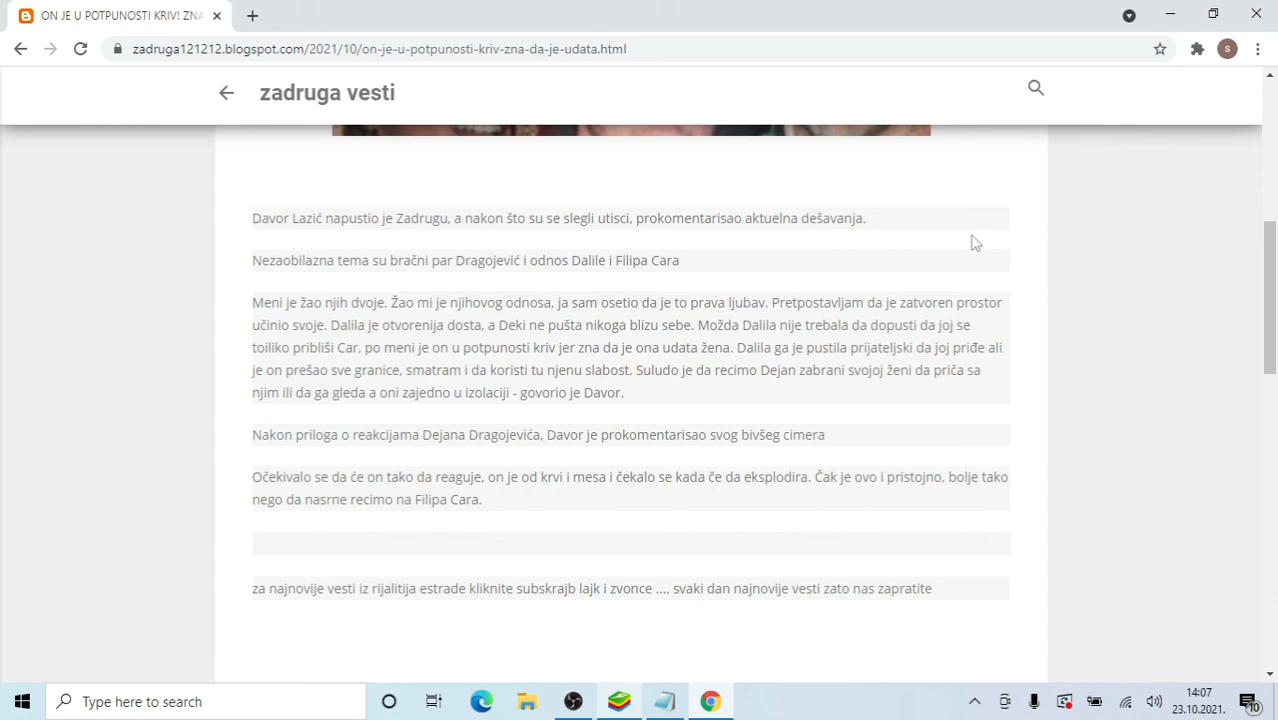 ON JE U POTPUNOSTI KRIV! ZNA
zadruga121212.blogspot.com/2021/10/on-je-u-potpunosti-kriv-zna-da-je-udata.html
S
zadruga vesti
Davor Lazić napustio je Zadrugu, a nakon što su se slegli utisci, prokomentarisao aktuelna dešavanja.
Nezaobilazna tema su bračni par Dragojević i odnos Dalile i Filipa Cara
Meni je žao njih dvoje. Žao mi je njihovog odnosa, ja sam osetio da je to prava ljubav. Pretpostavljam da je zatvoren prostor
učinio svoje. Dalila je otvorenija dosta, a Deki ne pušta nikoga blizu sebe. Možda Dalila nije trebala da dopusti da joj se
toiliko pribliši Car, po meni je on u potpunosti kriv jer zna da je ona udata žena. Dalila ga je pustila prijateljski da joj priđe ali
je on prešao sve granice, smatram i da koristi tu njenu slabost. Suludo je da recimo Dejan zabrani svojoj ženi da priča sa
njim ili da ga gleda a oni zajedno u izolaciji - govorio je Davor.
Nakon priloga o reakcijama Dejana Dragojevića, Davor je prokomentarisao svog bivšeg cimera
Očekivalo se da će on tako da reaguje, on je od krvi i mesa i čekalo se kada če da eksplodira. Čak je ovo i pristojno, bolje tako
nego da nasrne recimo na Filipa Cara.
za najnovije vesti iz rijalitija estrade kliknite subskrajb lajk i zvonce .... svaki dan najnovije vesti zato nas zapratite
Type here to search
14:07
23.10.2021.
10